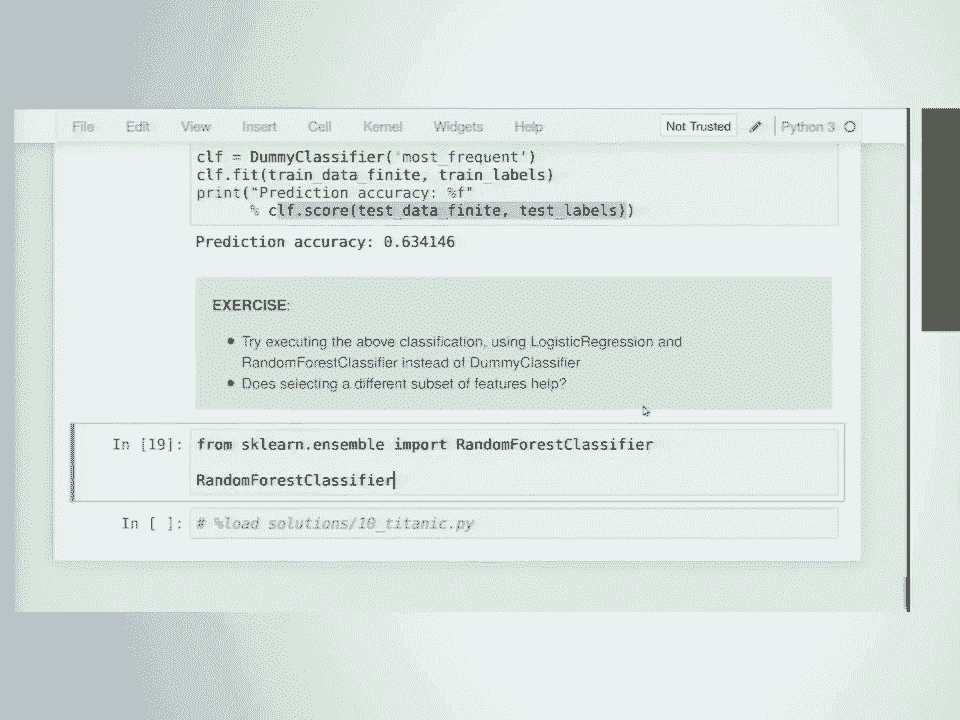 File Edit View Insert Cell Kernel Widgets Help Not Trusted Python 3
clf = DummyClassifier('most_frequent')
clf.fit(train_data_finite, train_labels)
print("Prediction accuracy: %f"
% clf.score(test_data_finite, test_labels))
Prediction accuracy: 0.634146
EXERCISE:
• Try executing the above classification, using LogisticRegression and
RandomForestClassifier instead of DummyClassifier
• Does selecting a different subset of features help?
In [19]: from sklearn.ensemble import RandomForestClassifier
RandomForestClassifier
In [ ]: # %load solutions/10_titanic.py